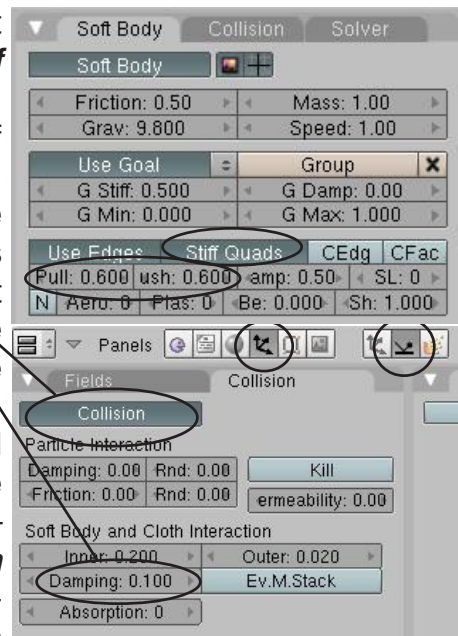 Soft Body Collision Solver
Soft Body
Friction: 0.50 Mass: 1.00
Grav: 9.800 Speed: 1.00
Use Goal Group
G Stiff: 0.500 G Damp: 0.00
G Min: 0.000 G Max: 1.000
Use Edges Stiff Quads CEdg CFac
Pull: 0.600 ush: 0.600 amp: 0.50 SL: 0
N Aero: 0 Plas: 0 Be: 0.000 Sh: 1.000
Panels
Fields Collision
Collision
Particle Interaction
Damping: 0.00 Rnd: 0.00 Kill
Friction: 0.00 Rnd: 0.00 ermeability: 0.00
Soft Body and Cloth Interaction
Inner: 0.200 Outer: 0.020
Damping: 0.100 Ev.M.Stack
Absorption: 0